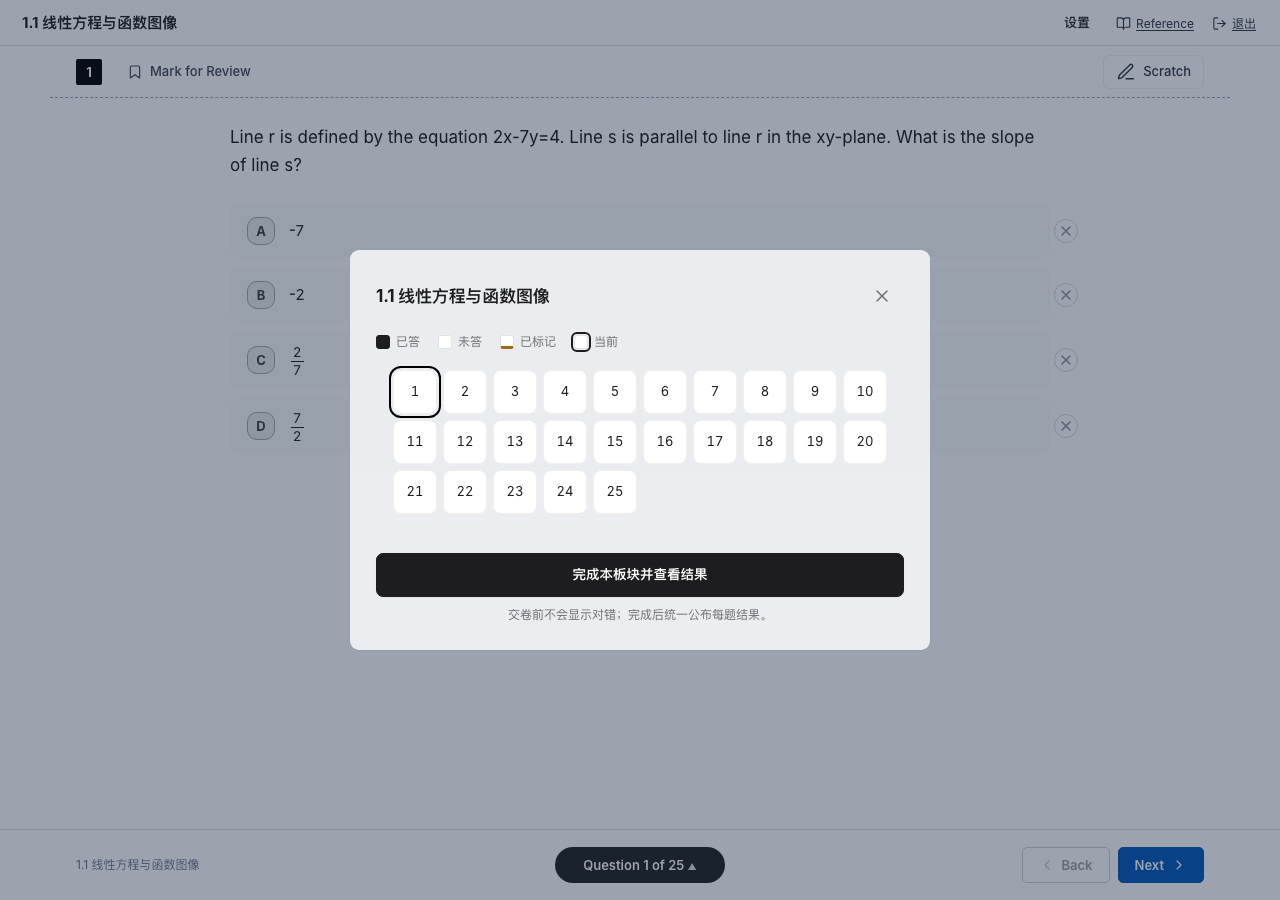 1.1 线性方程与函数图像
设置
Reference
退出
1
Mark for Review
Scratch
Line r is defined by the equation 2x-7y=4. Line s is parallel to line r in the xy-plane. What is the slope
of line s?
A -7
B -2
C 2/7
D 7/2
1.1 线性方程与函数图像
已答 未答 已标记 当前
1 2 3 4 5 6 7 8 9 10
11 12 13 14 15 16 17 18 19 20
21 22 23 24 25
完成本板块并查看结果
交卷前不会显示对错；完成后统一公布每题结果。
1.1 线性方程与函数图像
Question 1 of 25
Back
Next